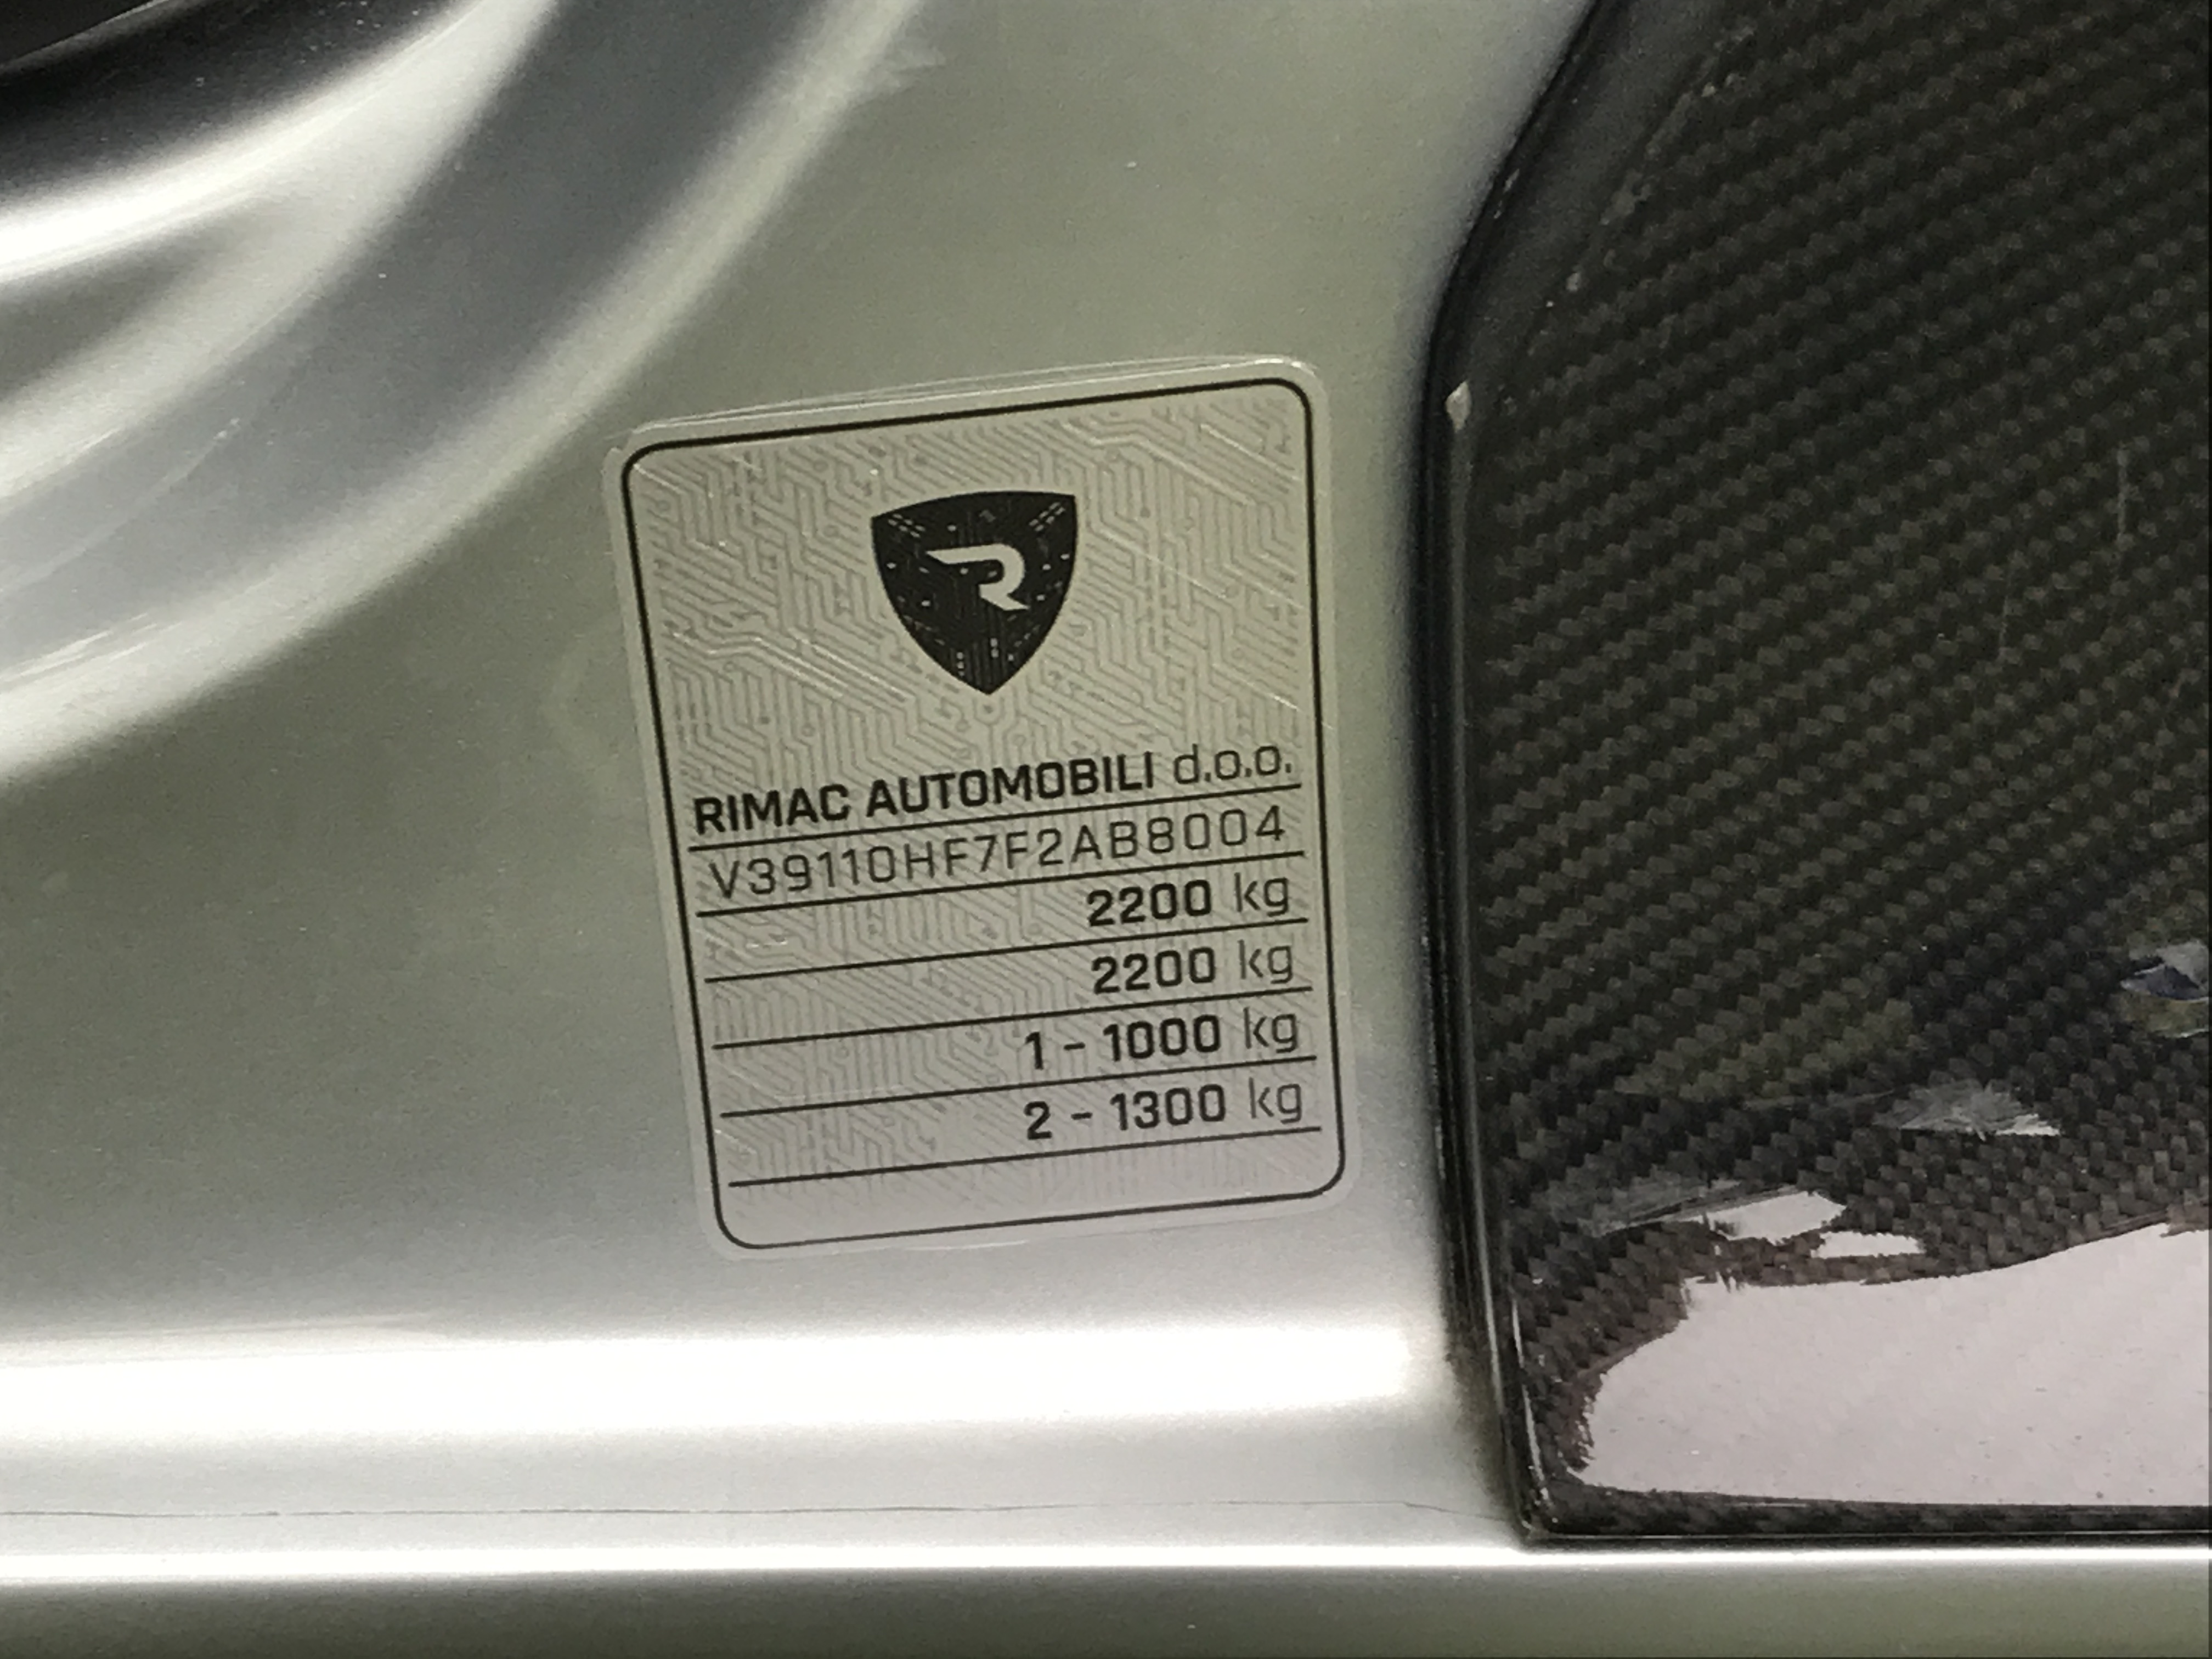 R
RIMAC AUTOMOBILI d.o.o.
V39110HF7F2AB8004
2200 kg
2200 kg
1 - 1000 kg
2 - 1300 kg